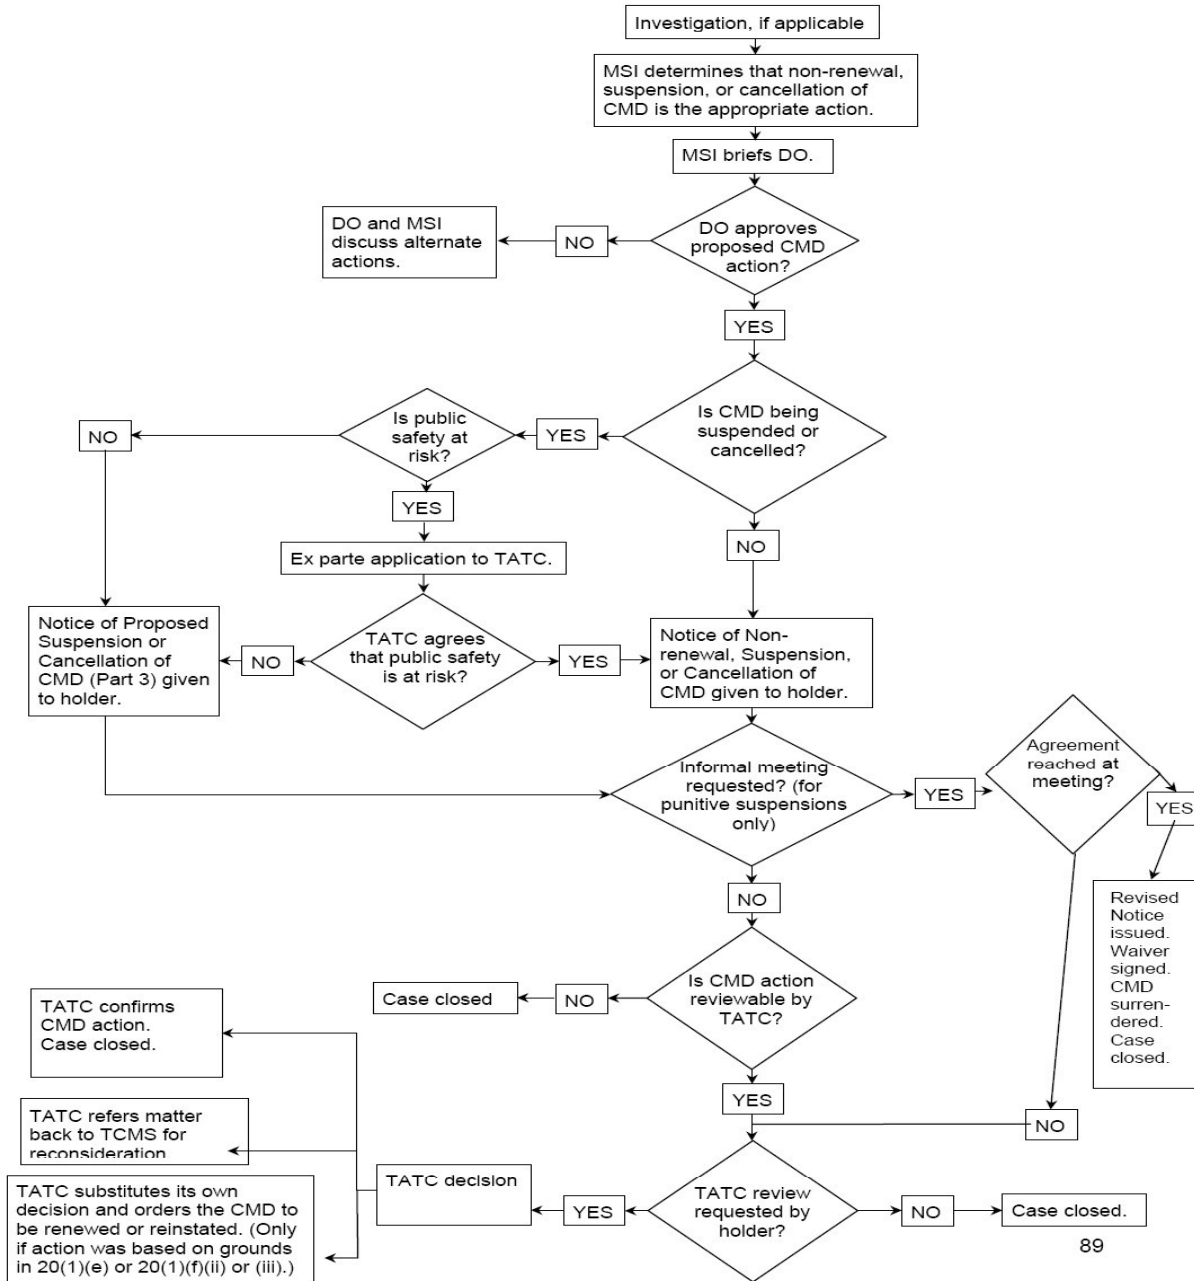 Investigation, if applicable
MSI determines that non-renewal,
suspension, or cancellation of
CMD is the appropriate action.
MSI briefs DO.
DO approves
proposed CMD
action?
NO
DO and MSI
discuss alternate
actions.
YES
Is CMD being
suspended or
cancelled?
YES
Is public
safety at
risk?
NO
YES
NO
Ex parte application to TATC.
TATC agrees
that public safety
is at risk?
NO
YES
Notice of Proposed
Suspension or
Cancellation of
CMD (Part 3) given
to holder.
Notice of Non-
renewal, Suspension,
or Cancellation of
CMD given to holder.
Informal meeting
requested? (for
punitive suspensions
only)
YES
Agreement
reached at
meeting?
YES
Revised
Notice
issued.
Waiver
signed.
CMD
surren-
dered.
Case
closed.
NO
Is CMD action
reviewable by
TATC?
NO
Case closed
YES
NO
TATC review
requested by
holder?
NO
Case closed.
YES
TATC decision
TATC confirms
CMD action.
Case closed.
TATC refers matter
back to TCMS for
reconsideration
TATC substitutes its own
decision and orders the CMD to
be renewed or reinstated. (Only
if action was based on grounds
in 20(1)(e) or 20(1)(f)(ii) or (iii).)
89